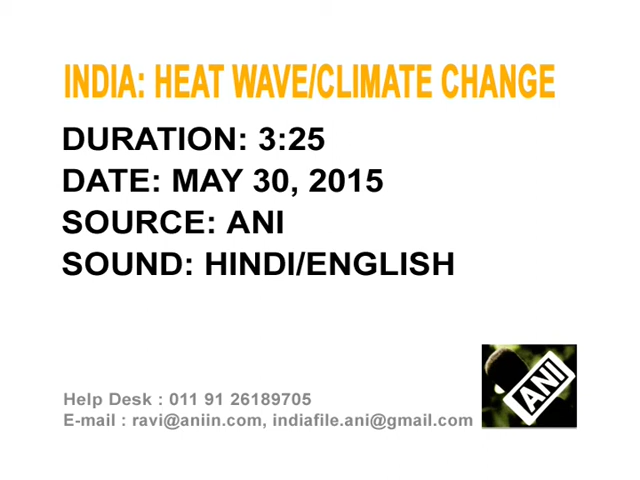 INDIA: HEAT WAVE/CLIMATE CHANGE
DURATION: 3:25
DATE: MAY 30, 2015
SOURCE: ANI
SOUND: HINDI/ENGLISH
ANI
Help Desk : 011 91 26189705
E-mail : ravi@aniin.com, indiafile.ani@gmail.com